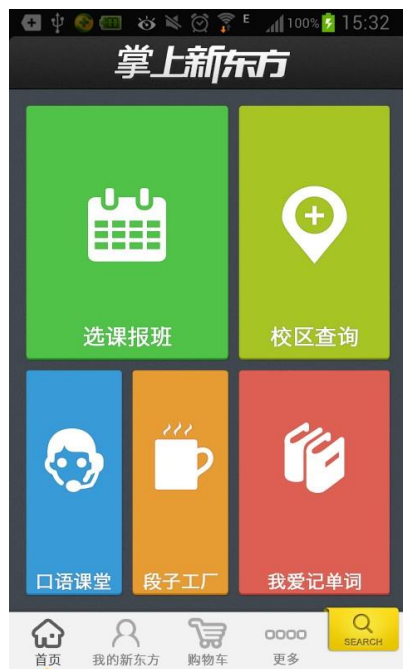 E 100% 15:32
掌上新东方
选课报班
校区查询
口语课堂
段子工厂
我爱记单词
首页
我的新东方
购物车
更多
SEARCH